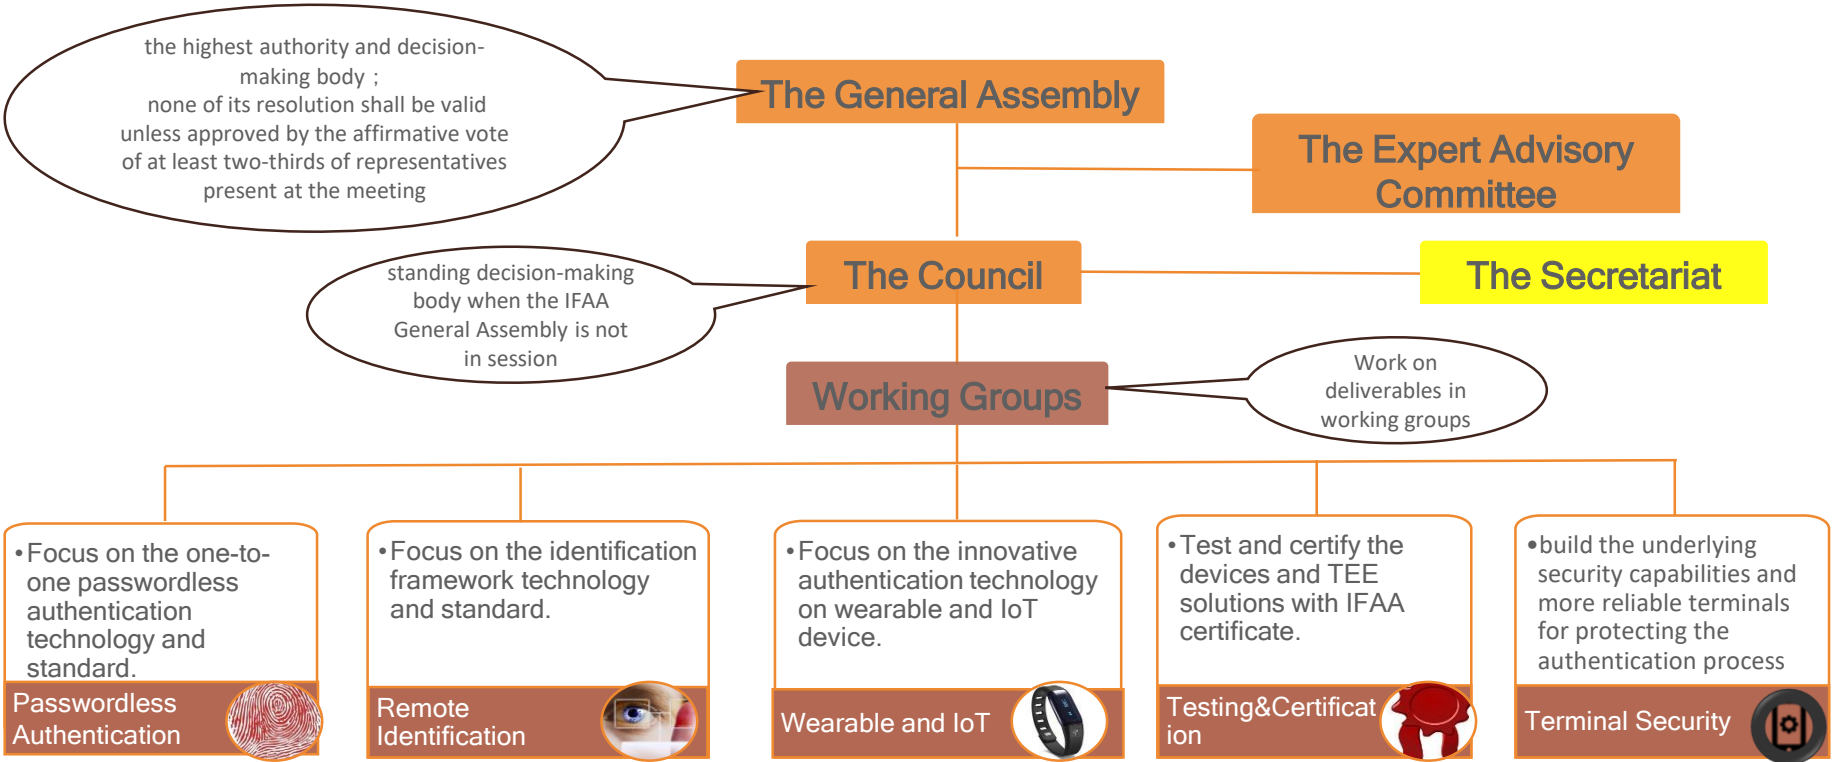 the highest authority and decision-
making body ;
none of its resolution shall be valid
unless approved by the affirmative vote
of at least two-thirds of representatives
present at the meeting
The General Assembly
The Expert Advisory
Committee
standing decision-making
body when the IFAA
General Assembly is not
in session
The Council
The Secretariat
Working Groups
Work on
deliverables in
working groups
•Focus on the one-to-
one passwordless
authentication
technology and
standard.
Passwordless
Authentication
•Focus on the identification
framework technology
and standard.
Remote
Identification
•Focus on the innovative
authentication technology
on wearable and IoT
device.
Wearable and IoT
•Test and certify the
devices and TEE
solutions with IFAA
certificate.
Testing&Certificat
ion
•build the underlying
security capabilities and
more reliable terminals
for protecting the
authentication process
Terminal Security